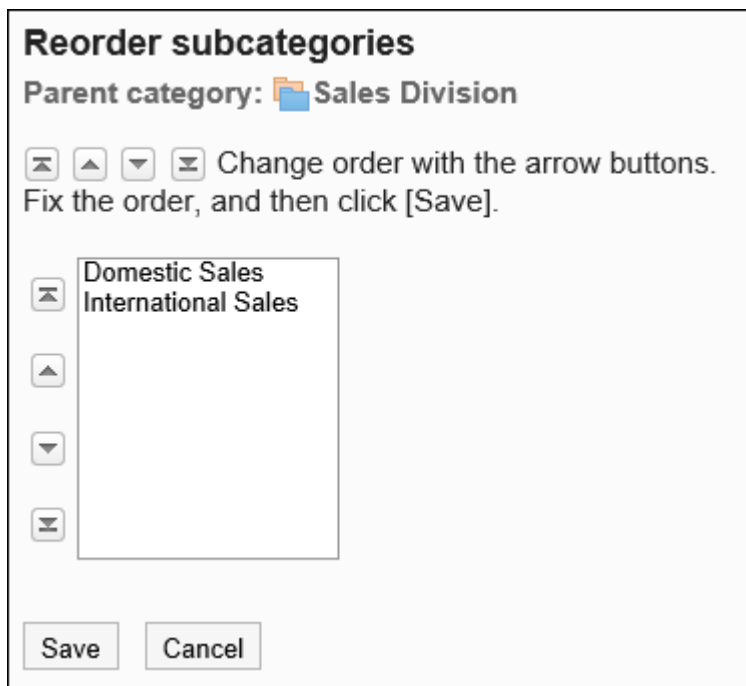 Reorder subcategories
Parent category: Sales Division
Change order with the arrow buttons.
Fix the order, and then click [Save].
Domestic Sales
International Sales
Save Cancel